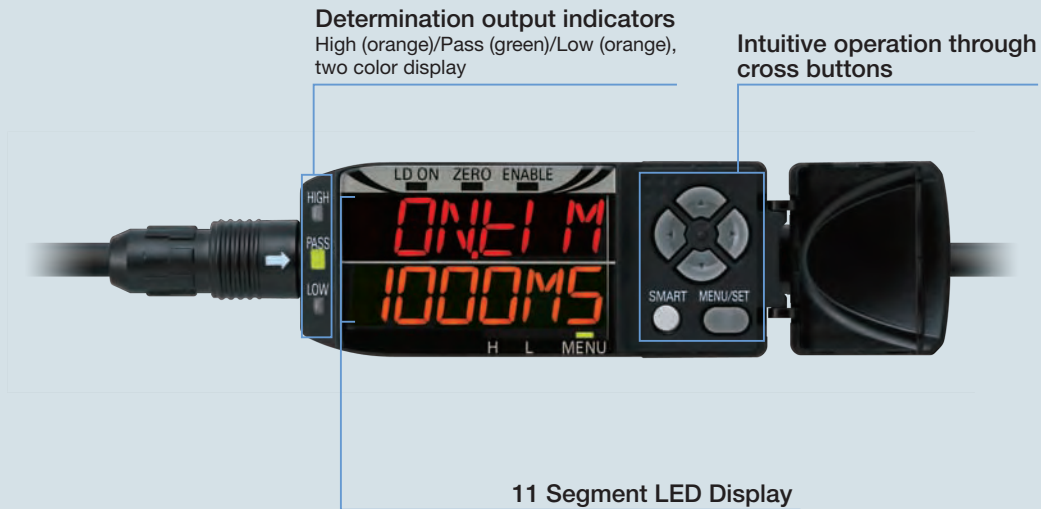 Determination output indicators
High (orange)/Pass (green)/Low (orange),
two color display
Intuitive operation through
cross buttons
LD ON ZERO ENABLE
HIGH
PASS
LOW
ON.tI M
1000MS
SMART MENU/SET
H L MENU
11 Segment LED Display